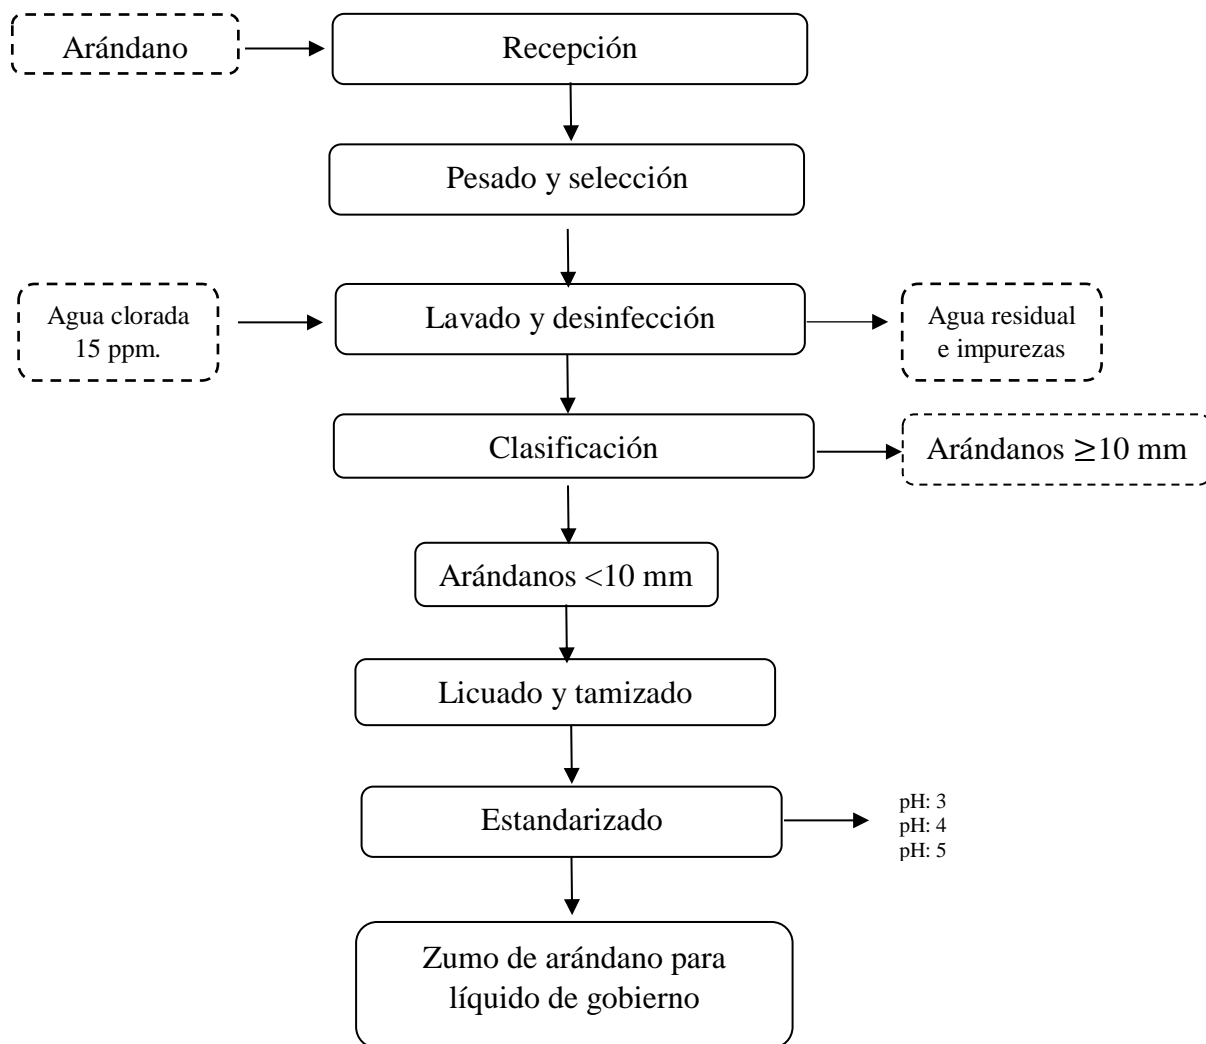 Arándano
Recepción
Pesado y selección
Agua clorada
15 ppm.
Lavado y desinfección
Agua residual
e impurezas
Clasificación
Arándanos ≥10 mm
Arándanos <10 mm
Licuado y tamizado
Estandarizado
pH: 3
pH: 4
pH: 5
Zumo de arándano para
líquido de gobierno